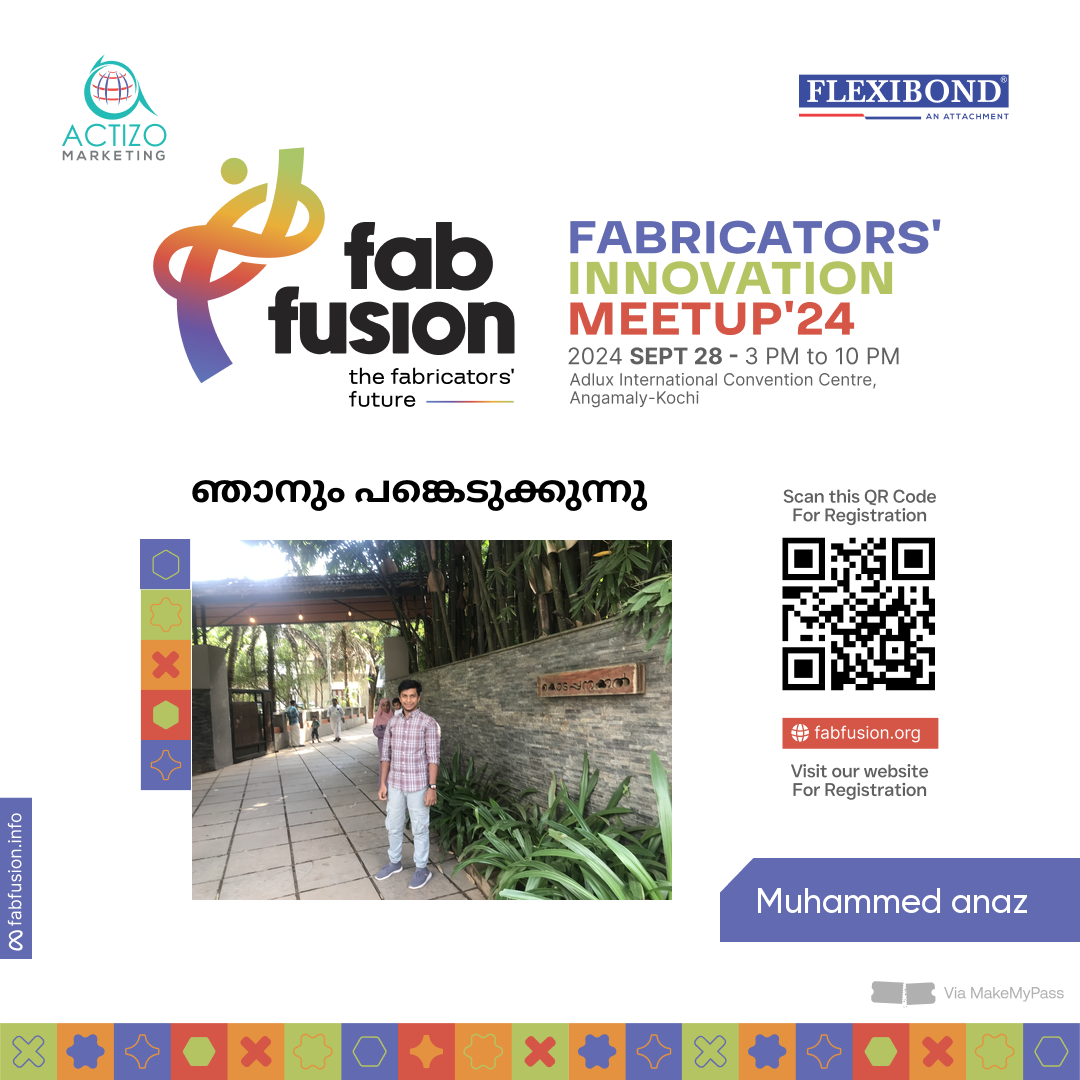 ACTIZO
MARKETING
FLEXIBOND®
AN ATTACHMENT
fab
fusion
the fabricators'
future
FABRICATORS'
INNOVATION
MEETUP'24
2024 SEPT 28 - 3 PM to 10 PM
Adlux International Convention Centre,
Angamaly-Kochi
ഞാനും പങ്കെടുക്കുന്നു
Scan this QR Code
For Registration
fabfusion.org
Visit our website
For Registration
fabfusion.info
Muhammed anaz
Via MakeMyPass